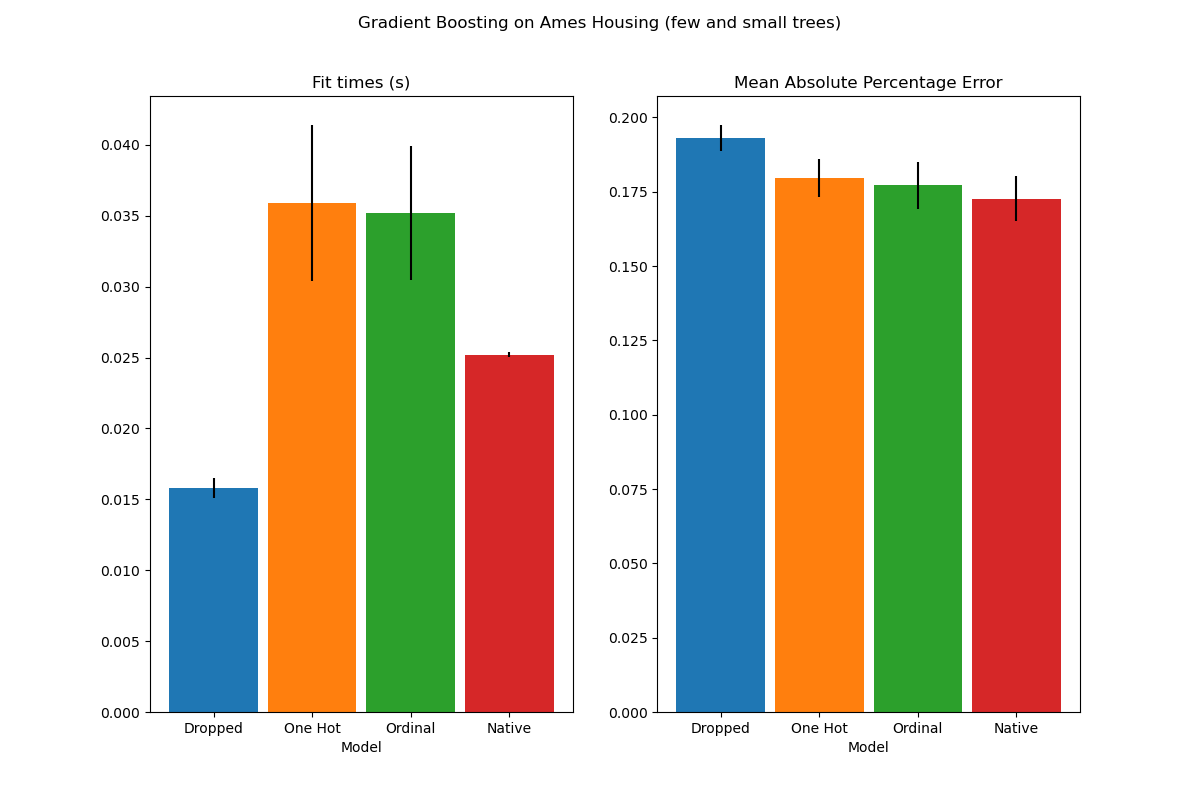 Gradient Boosting on Ames Housing (few and small trees)
Fit times (s)
0.040
0.035
0.030
0.025
0.020
0.015
0.010
0.005
0.000
Dropped One Hot Ordinal Native
Model
Mean Absolute Percentage Error
0.200
0.175
0.150
0.125
0.100
0.075
0.050
0.025
0.000
Dropped One Hot Ordinal Native
Model